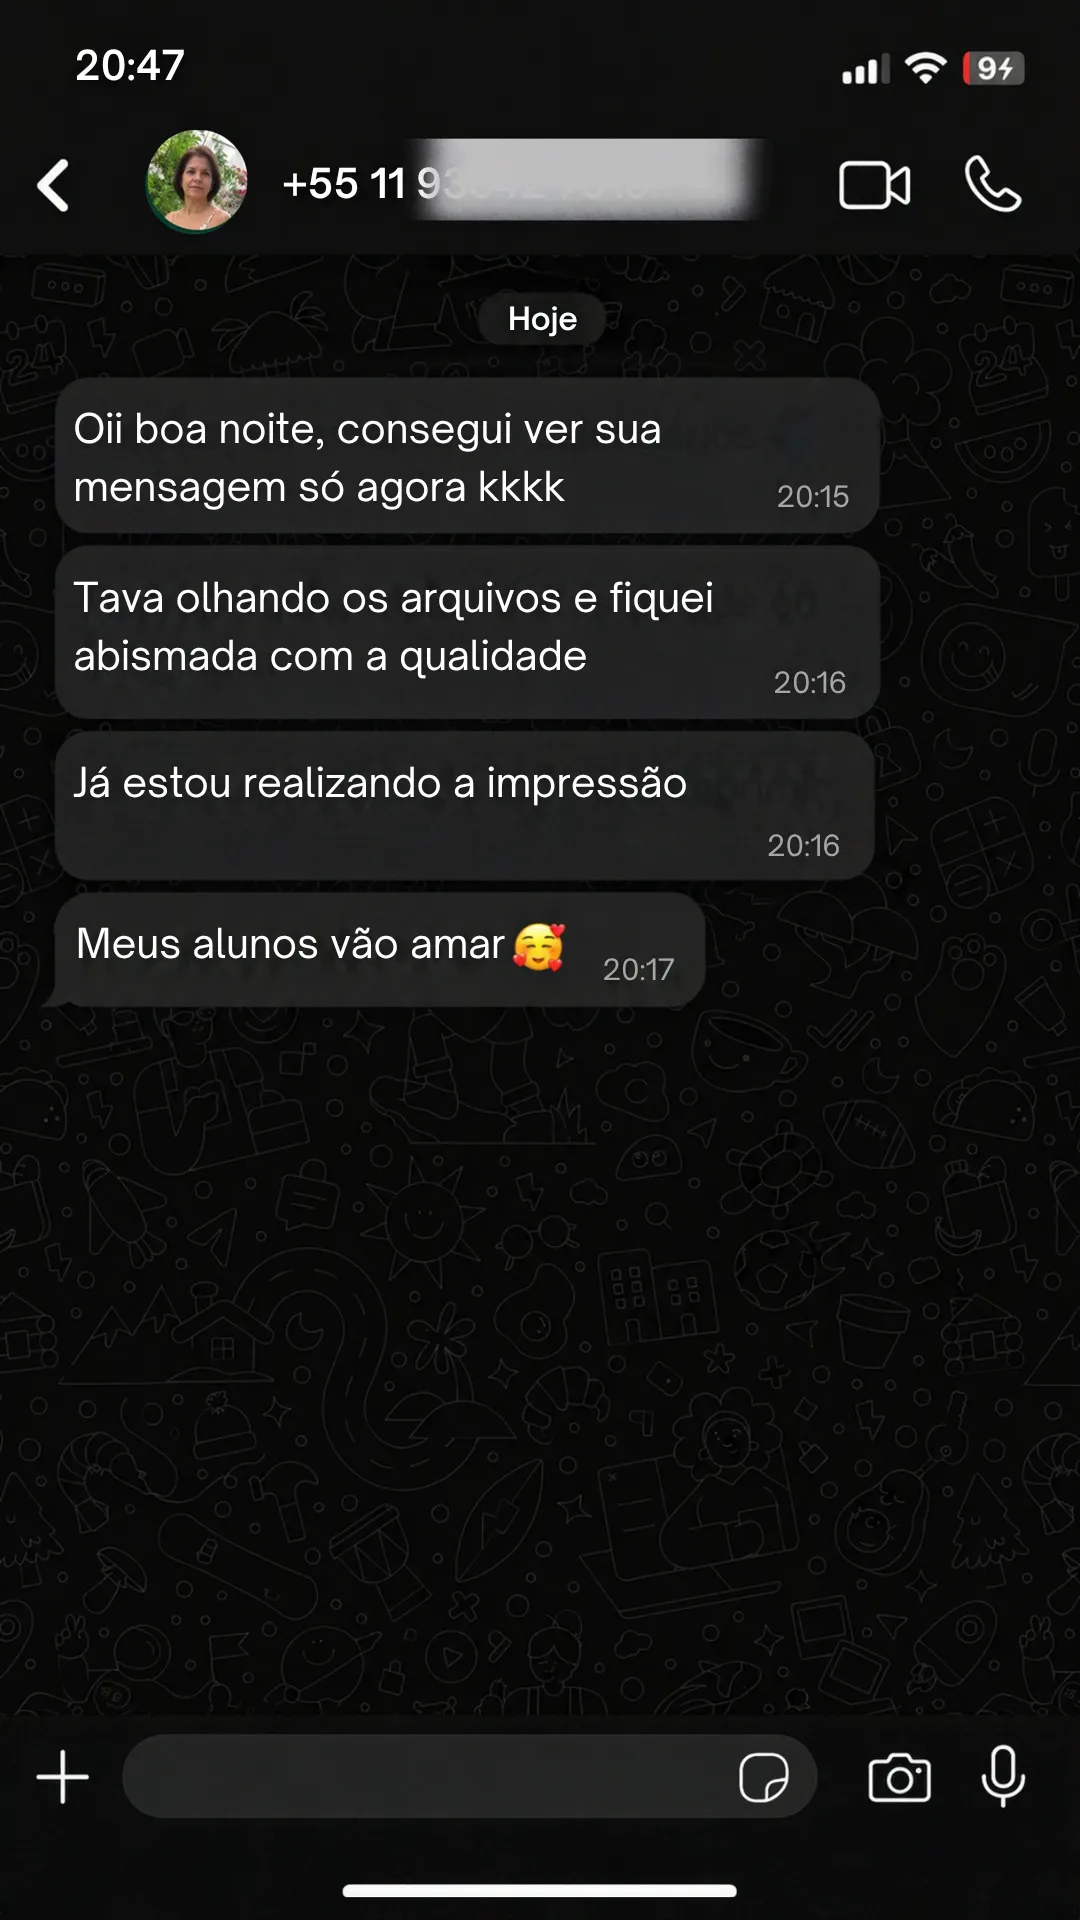 20:47
9
+55 11 9
Hoje
Oii boa noite, consegui ver sua
mensagem só agora kkkk
20:15
Tava olhando os arquivos e fiquei
abismada com a qualidade
20:16
Já estou realizando a impressão
20:16
Meus alunos vão amar🥰
20:17